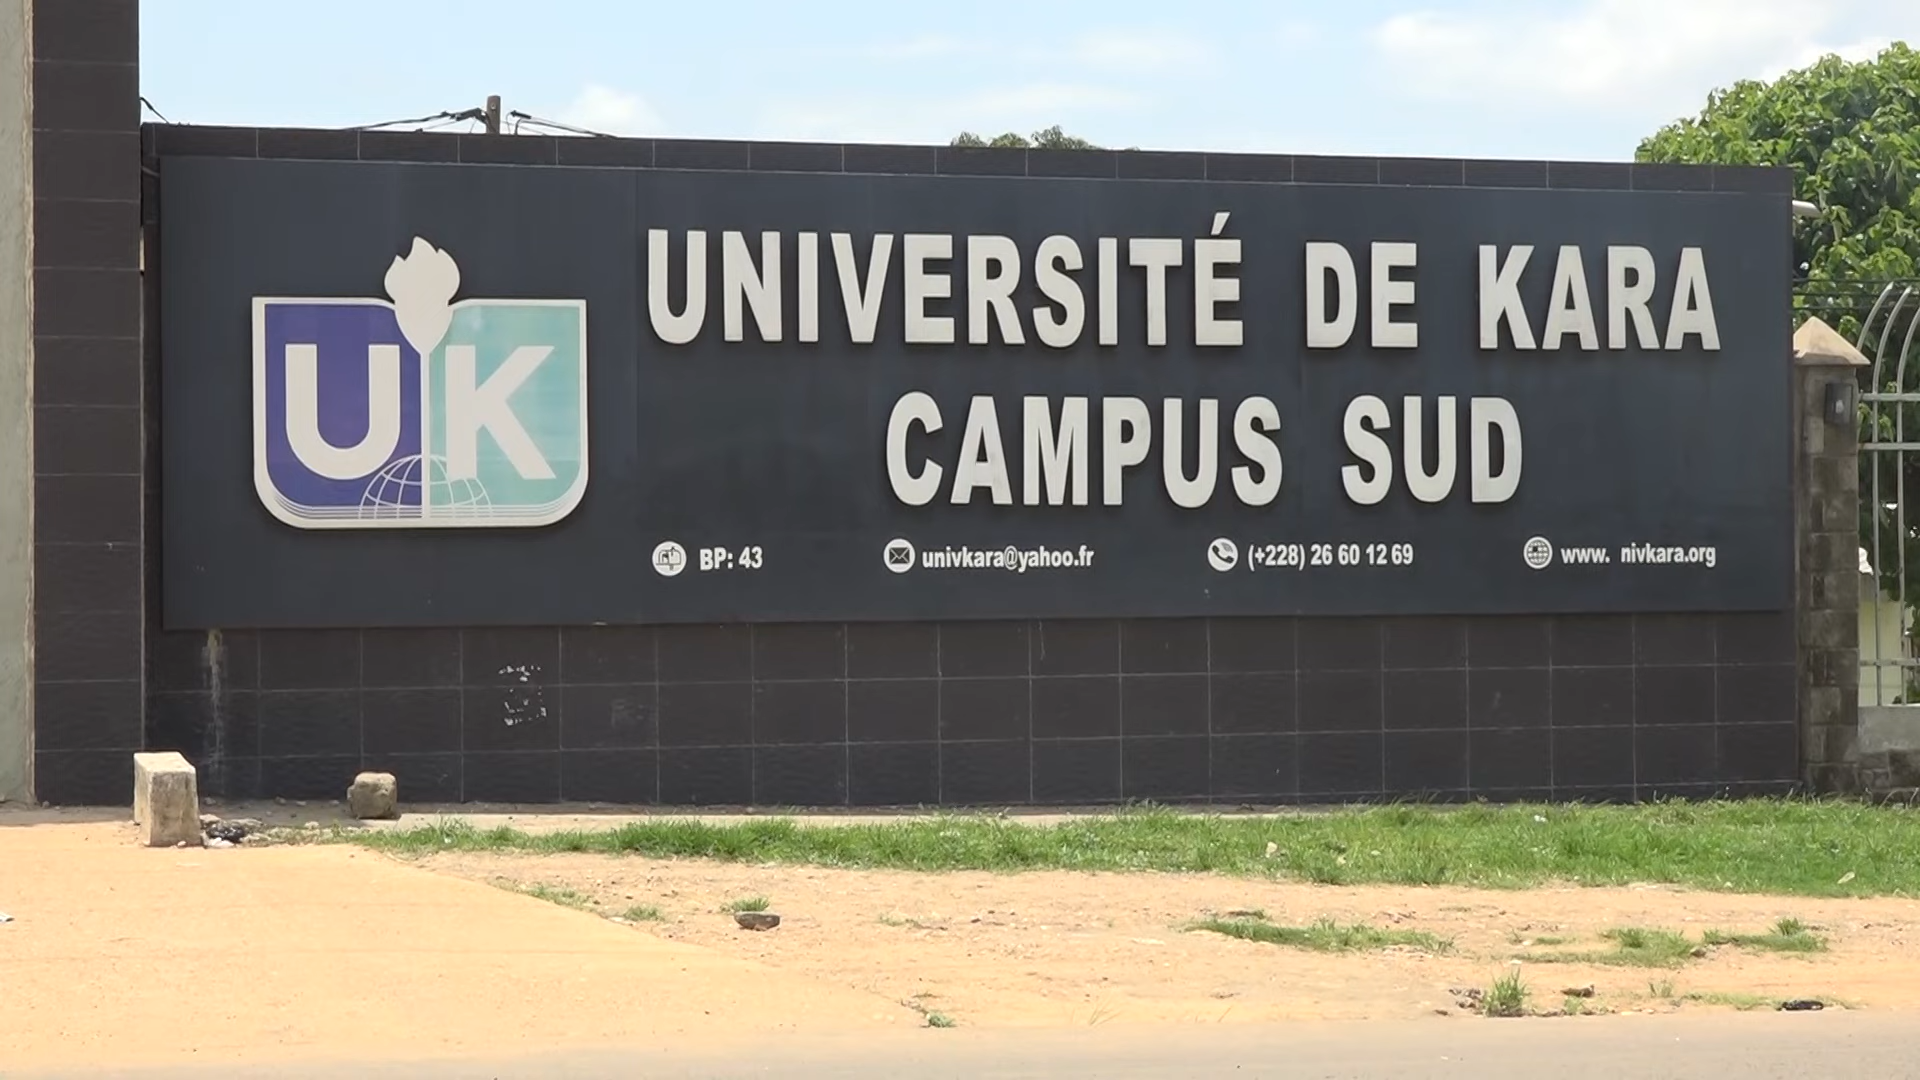 UK
UNIVERSITÉ DE KARA
CAMPUS SUD
BP: 43 univkara@yahoo.fr (+228) 26 60 12 69 www. nivkara.org